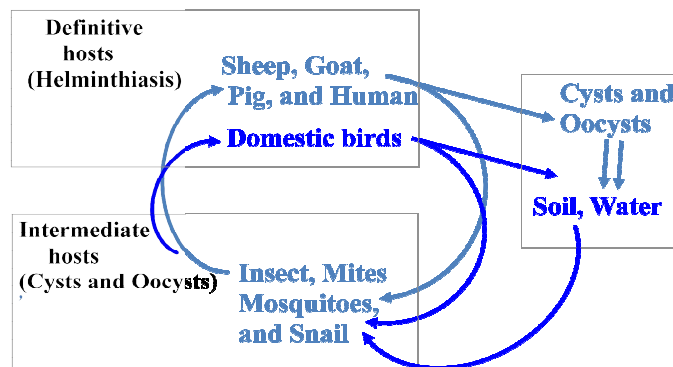 Definitive
hosts
(Helminthiasis)
Sheep, Goat,
Pig, and Human
Domestic birds
Cysts and
Oocysts
Soil, Water
Intermediate
hosts
(Cysts and Oocysts)
Insect, Mites
Mosquitoes,
and Snail